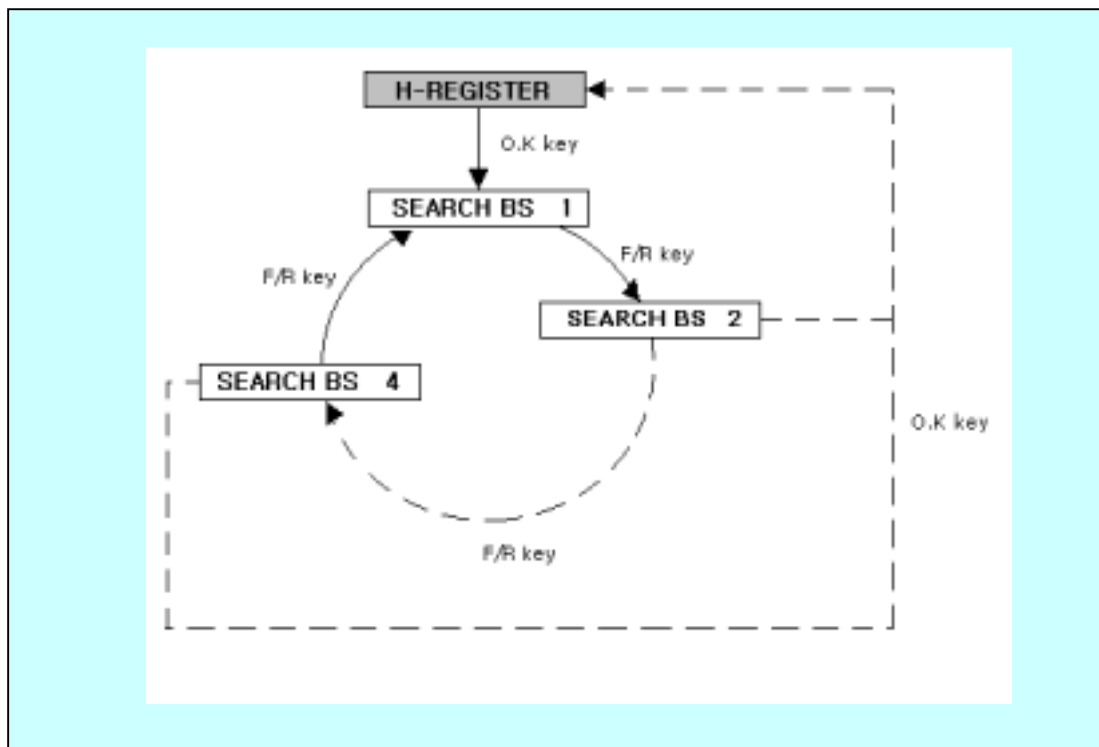 H-REGISTER
O.K key
SEARCH BS 1
F/R key
F/R key
SEARCH BS 2
SEARCH BS 4
O.K key
F/R key